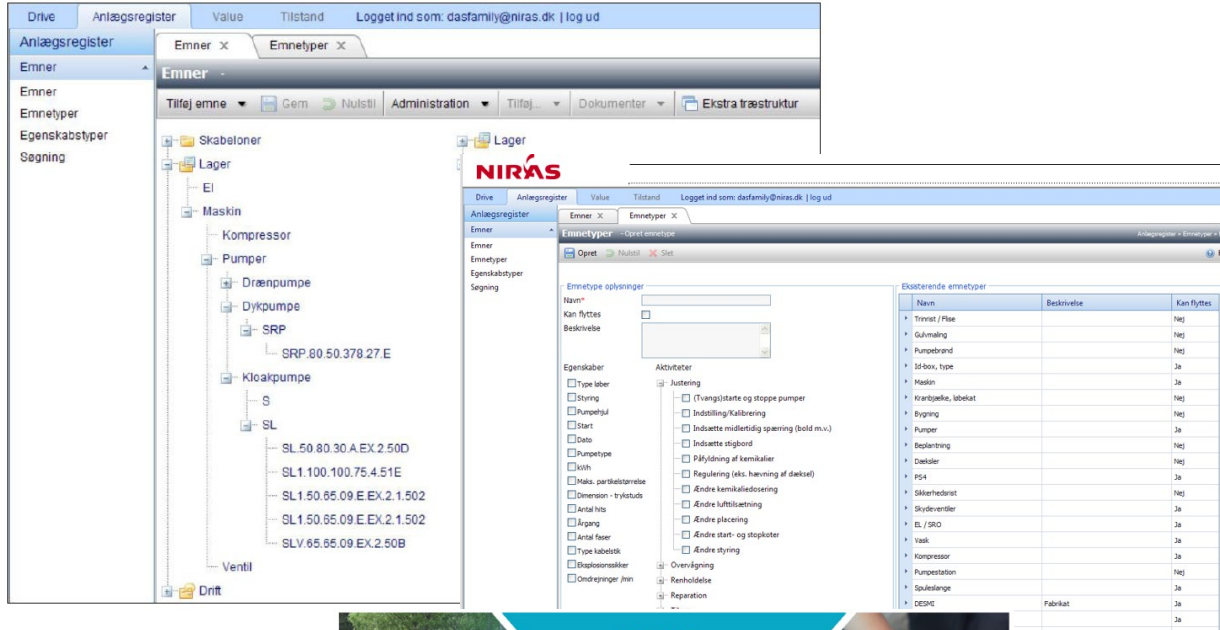 Drive Anlægsregister Value Tilstand Logget ind som: dasfamily@niras.dk | log ud
Anlægsregister
Emner
Emner
Emnetyper
Egenskabstyper
Søgning
Emner x Emnetyper x
Emner -
Tilføj emne Gem Nulstil Administration Tilføj... Dokumenter Ekstra træstruktur
Skabeloner
Lager
El
Maskin
Kompressor
Pumper
Drænpumpe
Dykpumpe
SRP
SRP.80.50.378.27.E
Kloakpumpe
S
SL
SL.50.80.30.A.EX.2.50D
SL1.100.100.75.4.51E
SL1.50.65.09.E.EX.2.1.502
SL1.50.65.09.E.EX.2.1.502
SLV.65.65.09.EX.2.50B
Ventil
Drift
Lager
NIRAS
Drive Anlægsregister Value Tilstand Logget ind som: dasfamily@niras.dk | log ud
Anlægsregister
Emner
Emner
Emnetyper
Egenskabstyper
Søgning
Emner X Emnetyper X
Emnetyper - Opret emnetype Anlægsregister » Emnetyper »
Opret Nulstil Slet
Emnetype oplysninger
Navn*
Kan flyttes
Beskrivelse
Egenskaber
Type løber
Styring
Pumpehjul
Start
Dato
Pumpetype
kWh
Maks. partikelstørrelse
Dimension - trykstuds
Antal hits
Årgang
Antal faser
Type kabelstik
Eksplosionssikker
Omdrejninger /min
Aktiviteter
Justering
(Tvangs)starte og stoppe pumper
Indstilling/Kalibrering
Indsætte midlertidig spærring (bold m.v.)
Indsætte stigbord
Påfyldning af kemikalier
Regulering (eks. hævning af dæksel)
Ændre kemikaliedosering
Ændre lufttilsætning
Ændre placering
Ændre start- og stopkoter
Ændre styring
Overvågning
Renholdelse
Reparation
Eksisterende emnetyper
Navn Beskrivelse Kan flyttes
Trinrist / Flise Nej
Gulvmaling Nej
Pumpebrønd Nej
Id-box, type Ja
Maskin Ja
Kranbjælke, løbekat Nej
Bygning Nej
Pumper Ja
Beplantning Nej
Dæksler Nej
PS4 Ja
Sikkerhedsrist Nej
Skydeventiler Ja
EL / SRO Ja
Vask Ja
Kompressor Ja
Pumpestation Nej
Spuleslange Ja
DESMI Fabrikat Ja
Ja